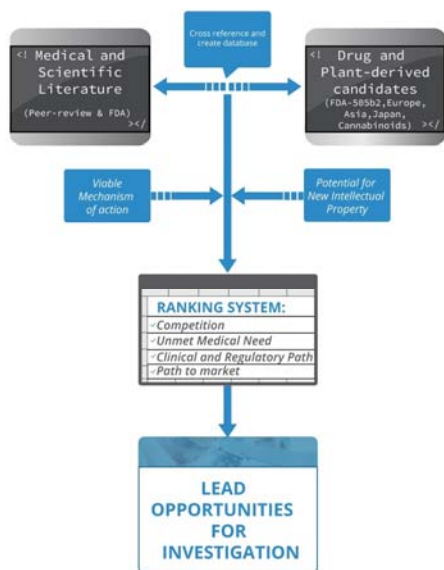 Cross reference and
create database
<! Medical and
Scientific
Literature
(Peer-review & FDA)
></
<! Drug and
Plant-derived
candidates
(FDA-505b2,Europe,
Asia,Japan,
Cannabinoids)
></
Viable
Mechanism
of action
Potential for
New Intellectual
Property
RANKING SYSTEM:
✓Competition
✓Unmet Medical Need
✓Clinical and Regulatory Path
✓Path to market
LEAD
OPPORTUNITIES
FOR
INVESTIGATION